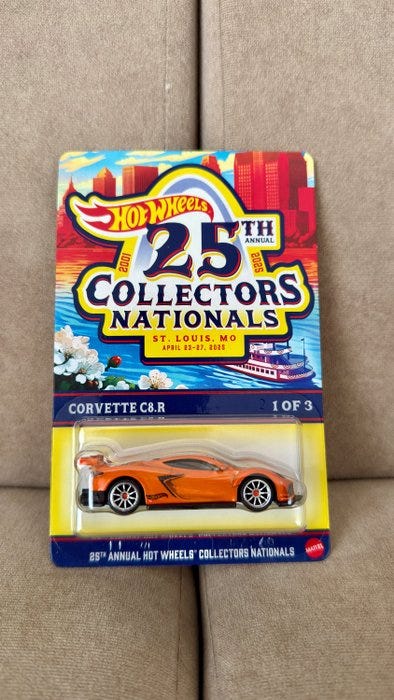 HOT WHEELS
25TH
ANNUAL
2001
2025
COLLECTORS
NATIONALS
ST. LOUIS, MO
APRIL 23-27, 2025
CORVETTE C8.R
1 OF 3
25TH ANNUAL HOT WHEELS® COLLECTORS NATIONALS
MATTEL